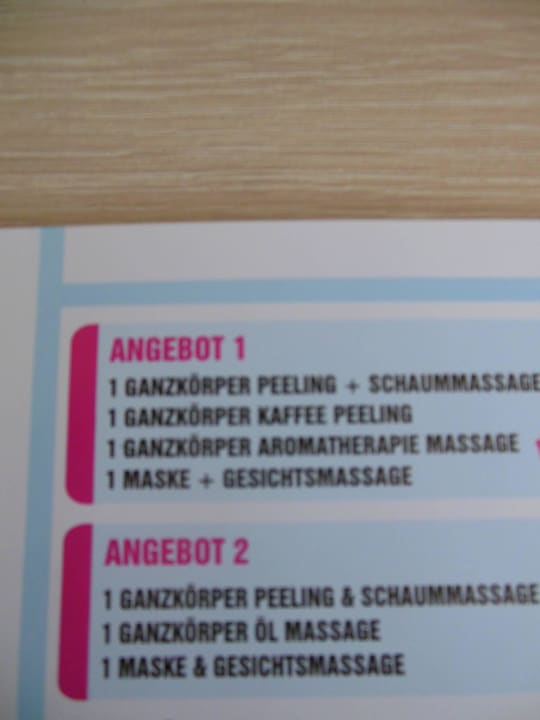 ANGEBOT 1
1 GANZKÖRPER PEELING + SCHAUMMASSAGE
1 GANZKÖRPER KAFFEE PEELING
1 GANZKÖRPER AROMATHERAPIE MASSAGE
1 MASKE + GESICHTSMASSAGE
ANGEBOT 2
1 GANZKÖRPER PEELING & SCHAUMMASSAGE
1 GANZKÖRPER ÖL MASSAGE
1 MASKE & GESICHTSMASSAGE